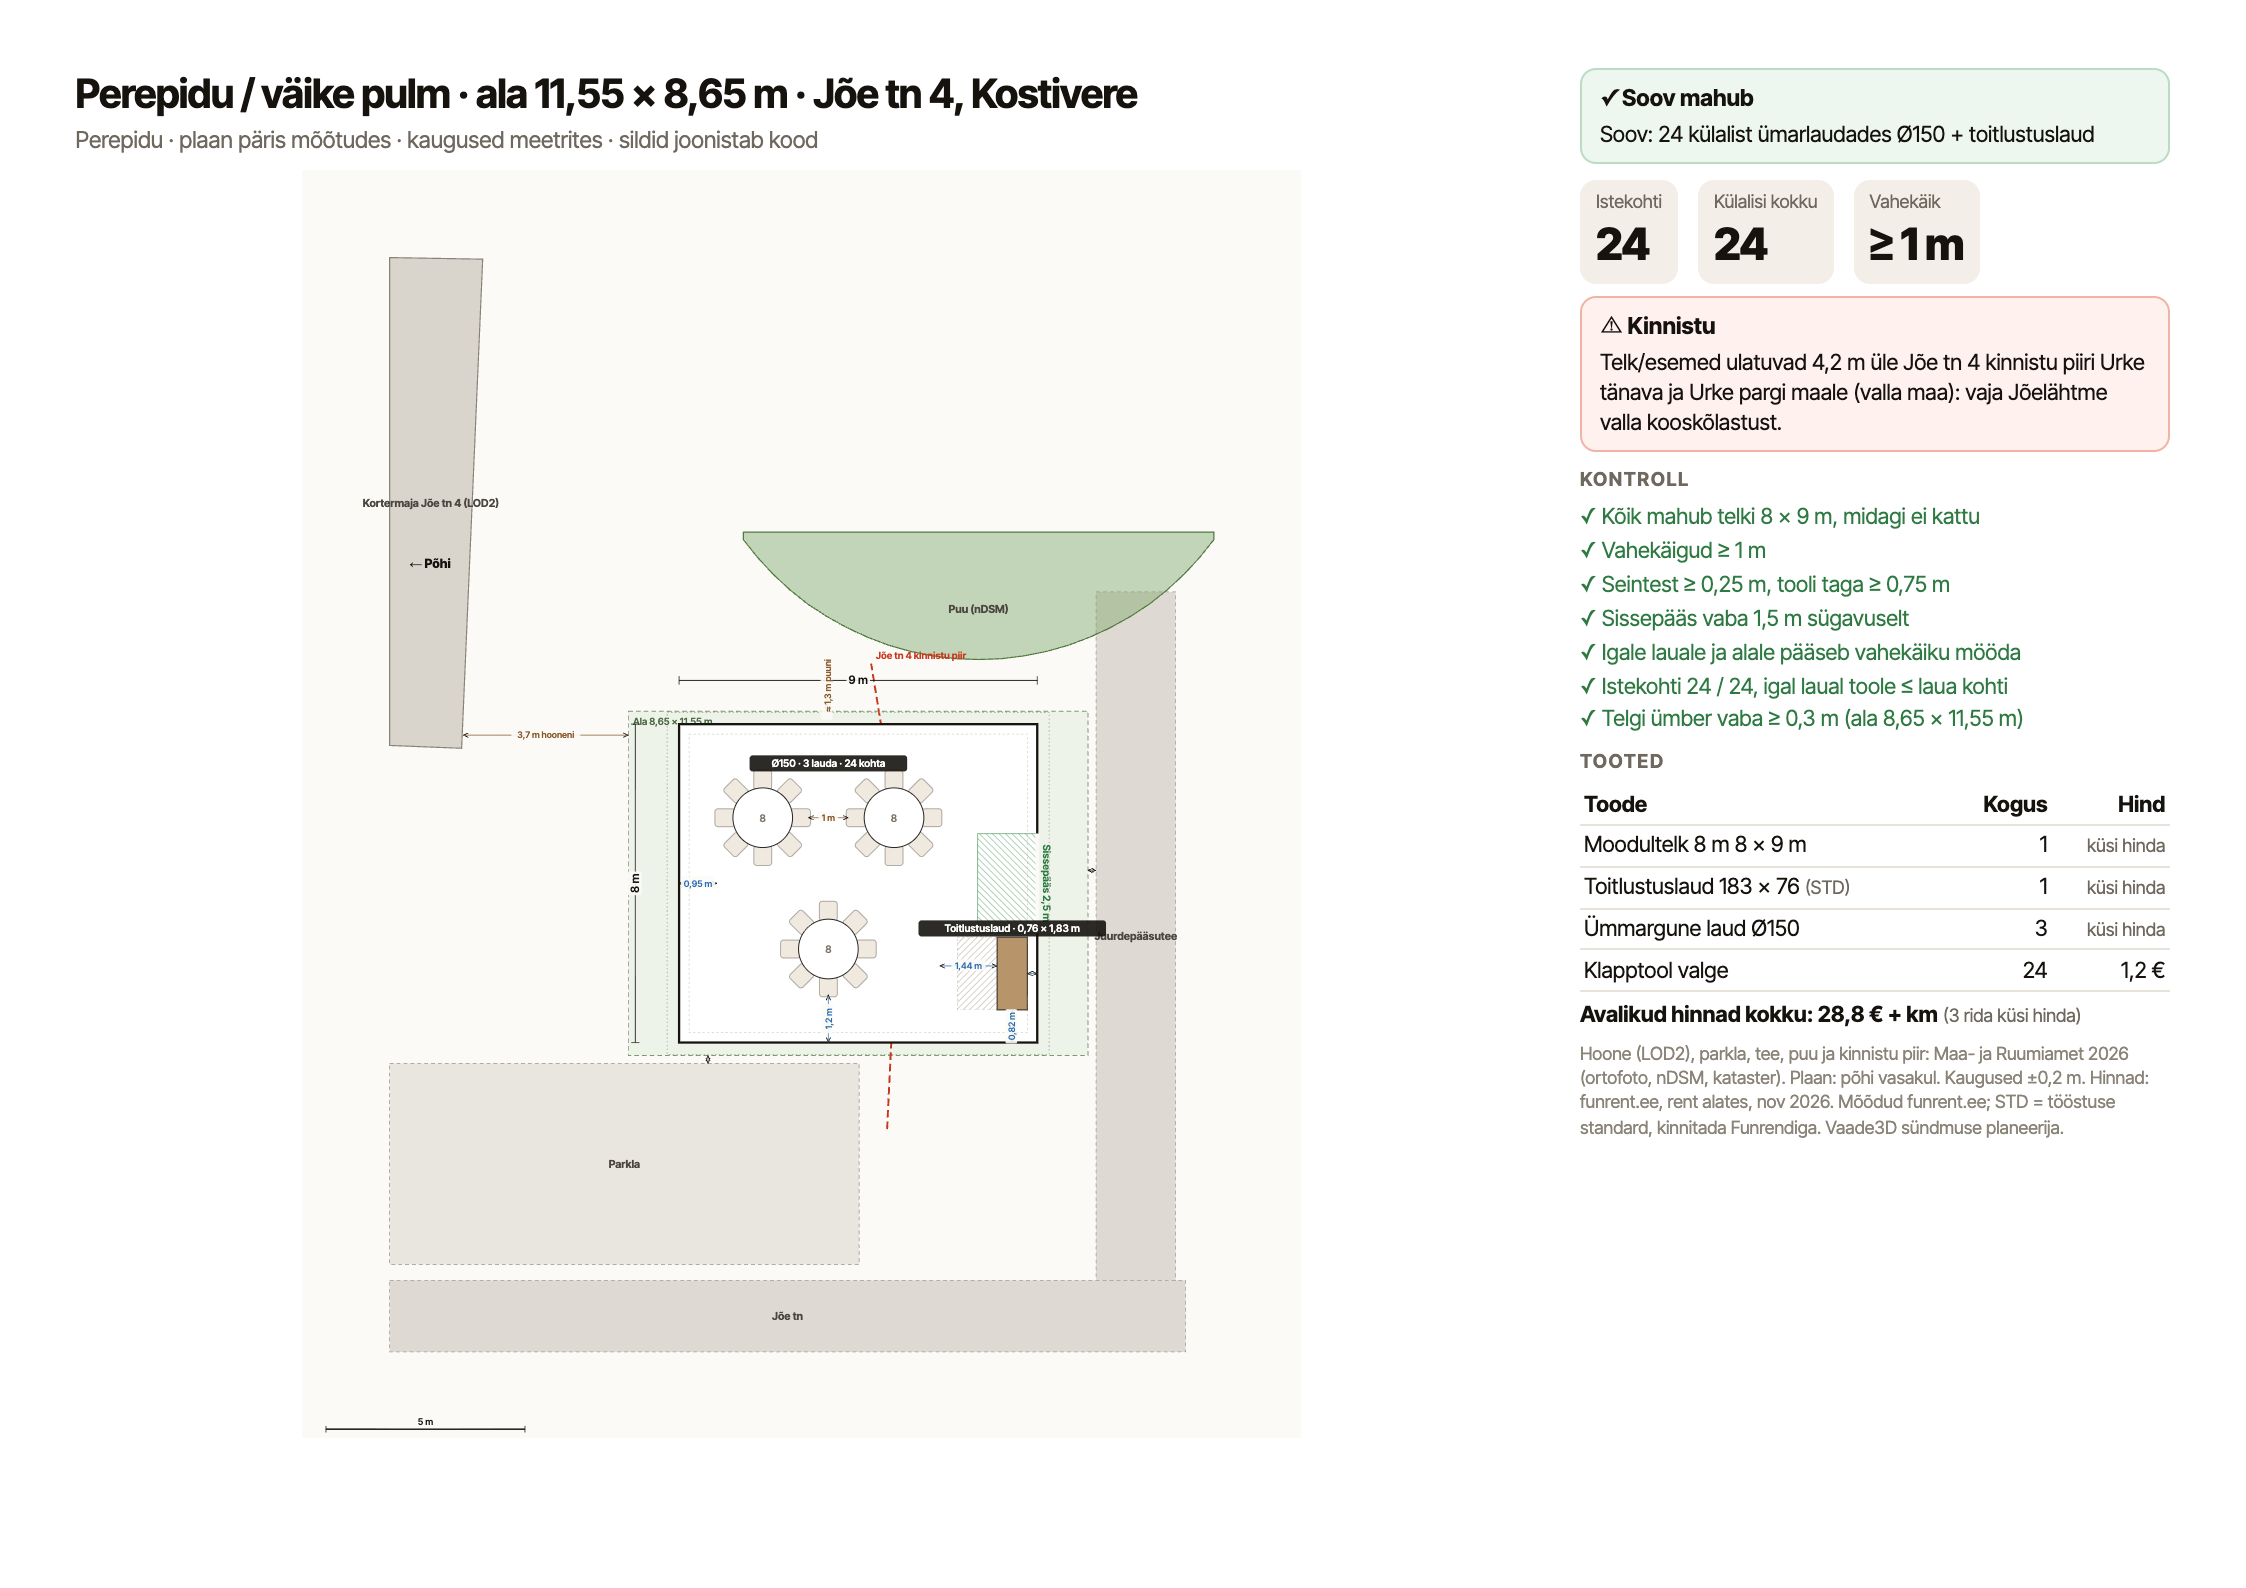 Perepidu / väike pulm · ala 11,55 × 8,65 m · Jõe tn 4, Kostivere
Perepidu · plaan päris mõõtudes · kaugused meetrites · sildid joonistab kood
Kortermaja Jõe tn 4 (LOD2)
← Põhi
Puu (nDSM)
Jõe tn 4 kinnistu piir
≈ 1,3 m puuni
9 m
Ala 8,65 × 11,55 m
3,7 m hooneni
Ø150 · 3 lauda · 24 kohta
8
1 m
8
8 m
0,95 m
Sissepääs 2,5 m
Toitlustuslaud · 0,76 × 1,83 m
Juurdepääsutee
8
1,44 m
1,2 m
0,82 m
Parkla
Jõe tn
5 m
✓ Soov mahub
Soov: 24 külalist ümarlaudades Ø150 + toitlustuslaud
Istekohti
24
Külalisi kokku
24
Vahekäik
≥ 1 m
⚠ Kinnistu
Telk/esemed ulatuvad 4,2 m üle Jõe tn 4 kinnistu piiri Urke
tänava ja Urke pargi maale (valla maa): vaja Jõelähtme
valla kooskõlastust.
KONTROLL
✓ Kõik mahub telki 8 × 9 m, midagi ei kattu
✓ Vahekäigud ≥ 1 m
✓ Seintest ≥ 0,25 m, tooli taga ≥ 0,75 m
✓ Sissepääs vaba 1,5 m sügavuselt
✓ Igale lauale ja alale pääseb vahekäiku mööda
✓ Istekohti 24 / 24, igal laual toole ≤ laua kohti
✓ Telgi ümber vaba ≥ 0,3 m (ala 8,65 × 11,55 m)
TOOTED
Toode Kogus Hind
Moodultelk 8 m 8 × 9 m 1 küsi hinda
Toitlustuslaud 183 × 76 (STD) 1 küsi hinda
Ümmargune laud Ø150 3 küsi hinda
Klapptool valge 24 1,2 €
Avalikud hinnad kokku: 28,8 € + km (3 rida küsi hinda)
Hoone (LOD2), parkla, tee, puu ja kinnistu piir: Maa- ja Ruumiamet 2026
(ortofoto, nDSM, kataster). Plaan: põhi vasakul. Kaugused ±0,2 m. Hinnad:
funrent.ee, rent alates, nov 2026. Mõõdud funrent.ee; STD = tööstuse
standard, kinnitada Funrendiga. Vaade3D sündmuse planeerija.